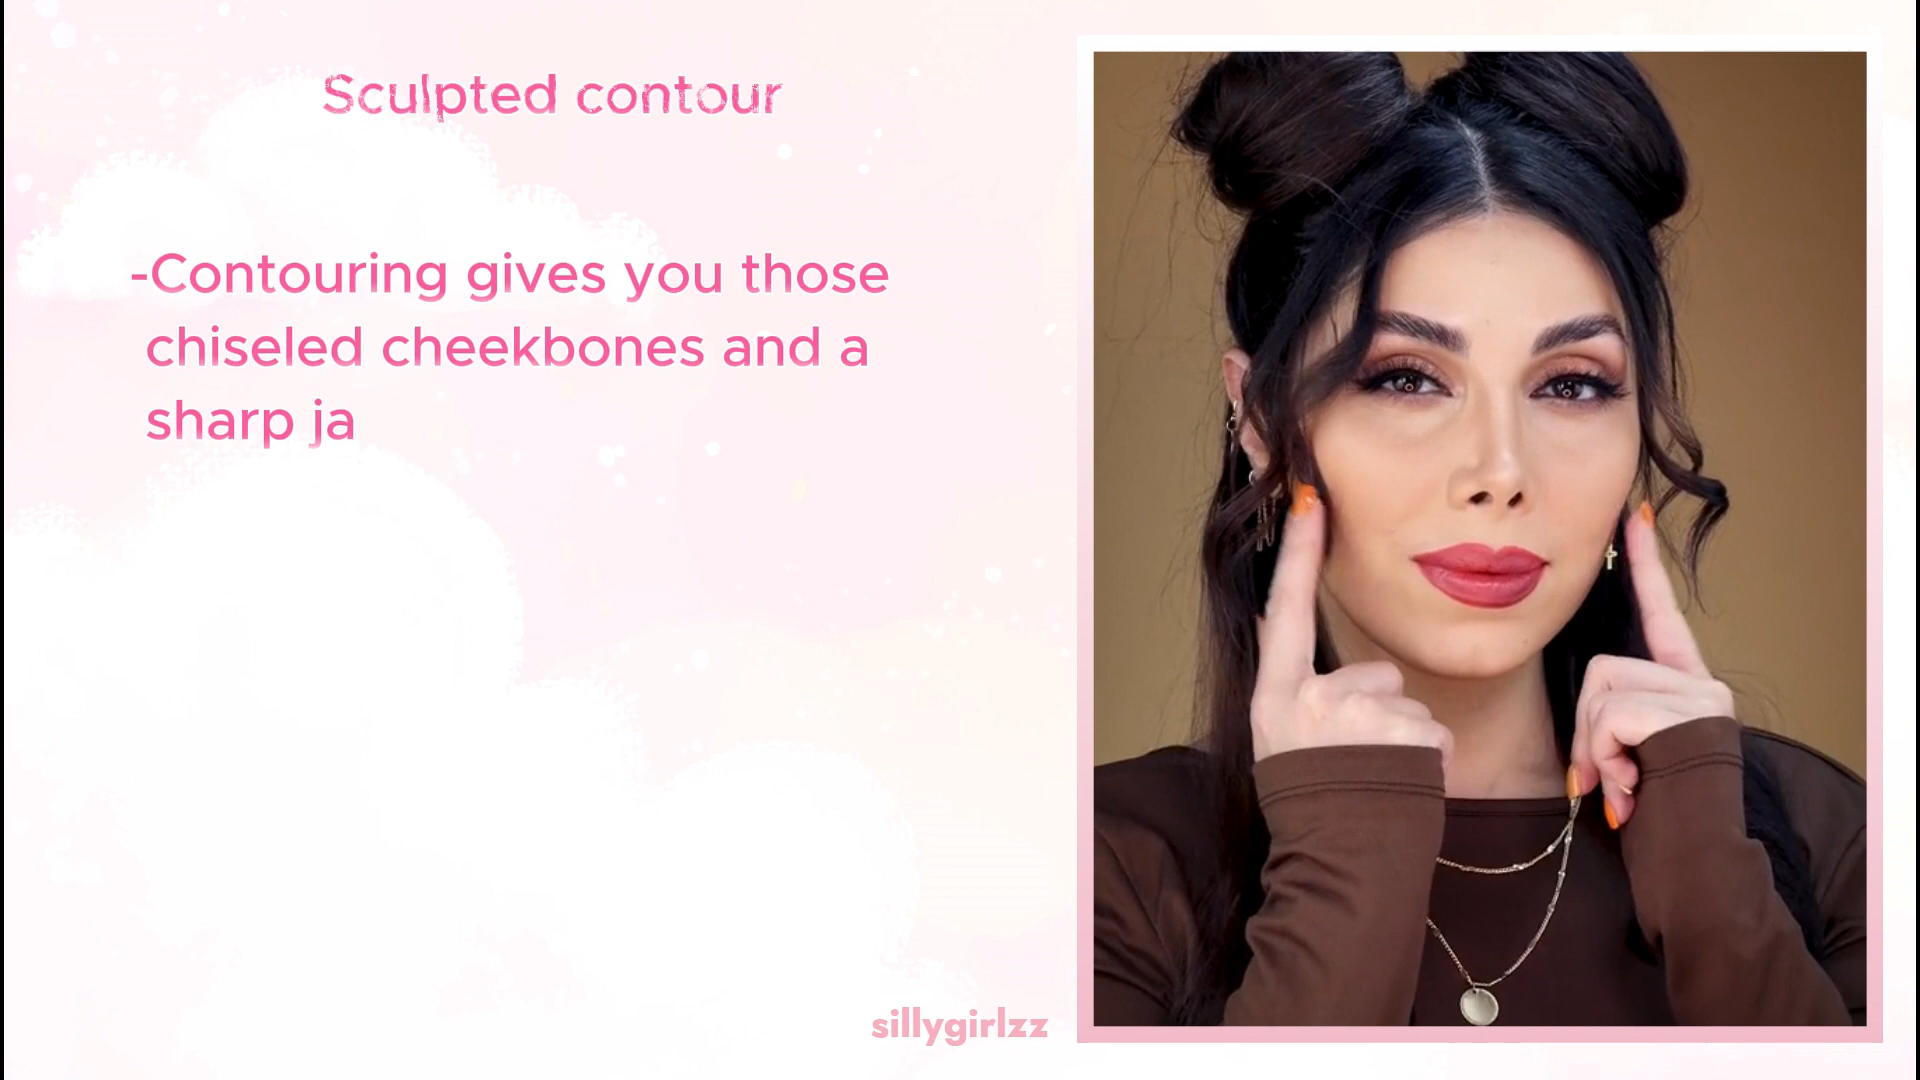 Sculpted contour
-Contouring gives you those
chiseled cheekbones and a
sharp ja
sillygirlzz